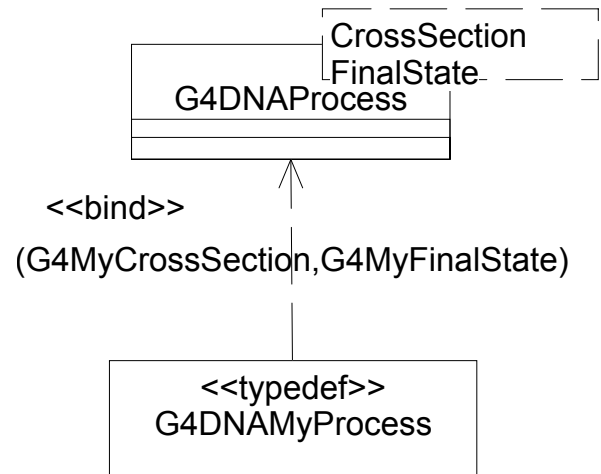 CrossSection
FinalState
G4DNAProcess
<<bind>>
(G4MyCrossSection,G4MyFinalState)
<<typedef>>
G4DNAMyProcess